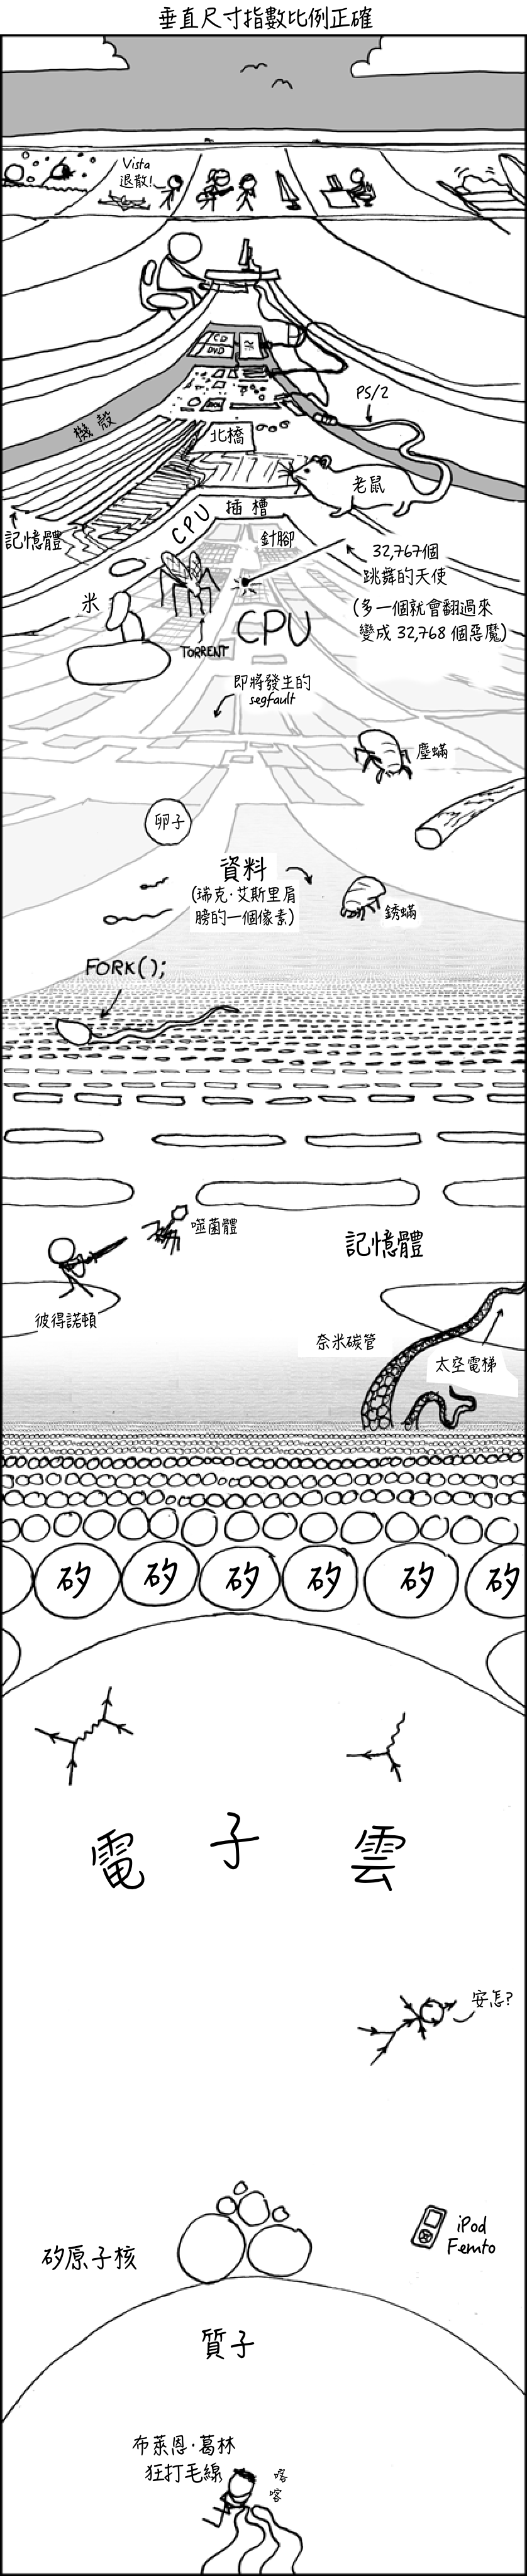 垂直尺寸指數比例正確
Vista
退散!
CD
DVD
PS/2
機殼
北橋
老鼠
記憶體
插槽
CPU
針腳
32,767個
跳舞的天使
(多一個就會翻過來
變成 32,768 個惡魔)
米
CPU
TORRENT
即將發生的
segfault
塵蟎
卵子
資料
(瑞克·艾斯里肩
膀的一個像素)
銹蟎
FORK();
噬菌體
記憶體
彼得諾頓
奈米碳管
太空電梯
矽 矽 矽 矽 矽 矽
電子雲
安怎?
iPod
Femto
矽原子核
質子
布萊恩·葛林
狂打毛線
喀
喀